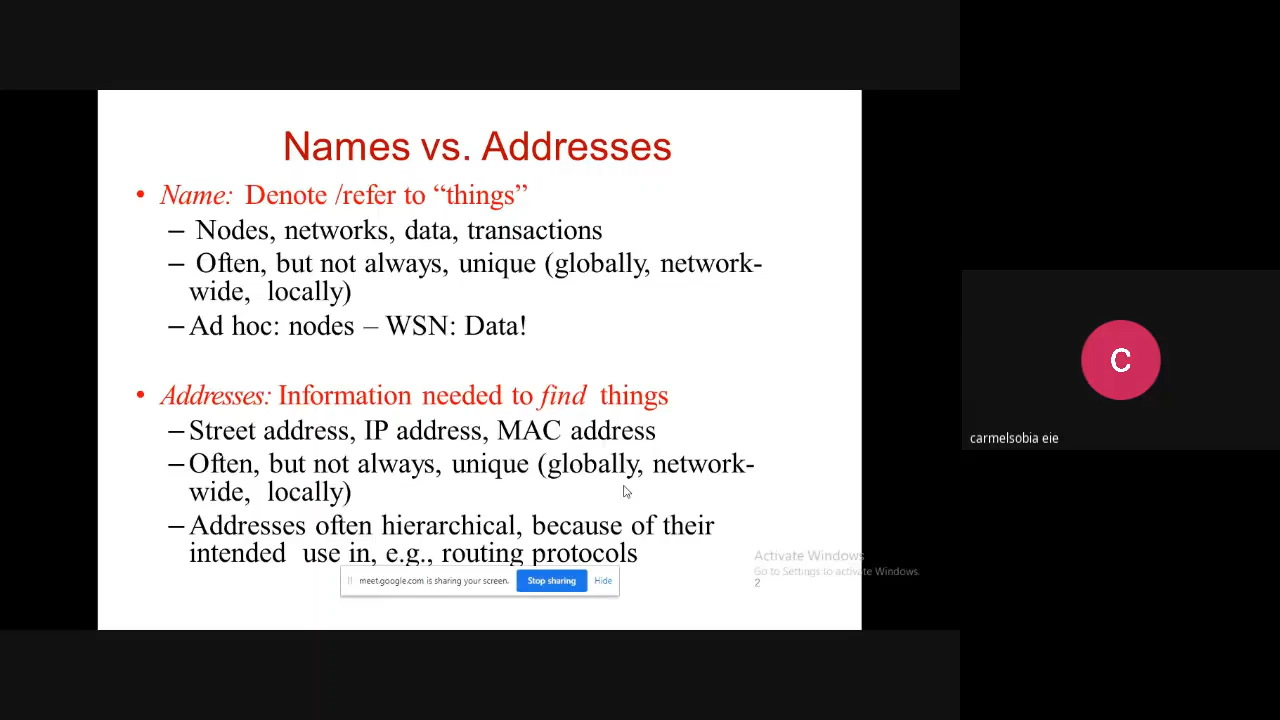 Names vs. Addresses
• Name: Denote /refer to “things”
– Nodes, networks, data, transactions
– Often, but not always, unique (globally, network-
wide, locally)
– Ad hoc: nodes – WSN: Data!
• Addresses: Information needed to find things
– Street address, IP address, MAC address
– Often, but not always, unique (globally, network-
wide, locally)
– Addresses often hierarchical, because of their
intended use in, e.g., routing protocols
Activate Windows
Go to Settings to activate Windows.
2
meet.google.com is sharing your screen. Stop sharing Hide
C
carmelsobia eie